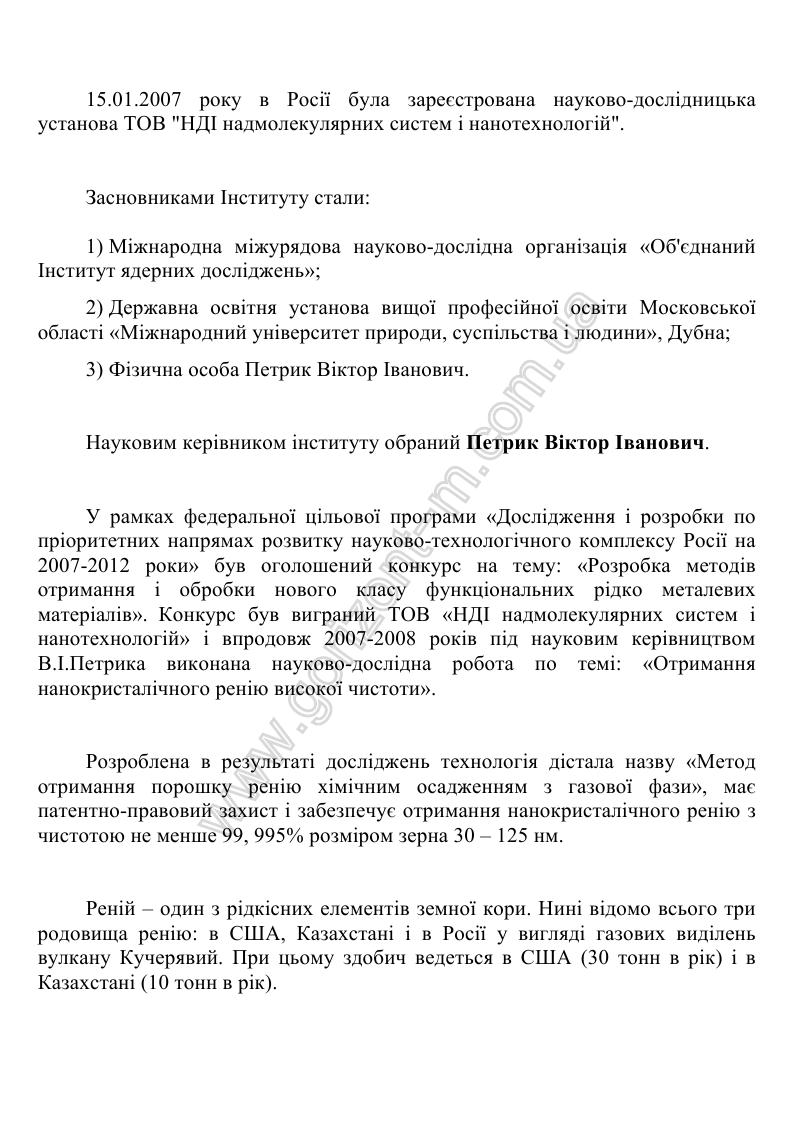 15.01.2007 року в Росії була зареєстрована науково-дослідницька
установа ТОВ "НДІ надмолекулярних систем і нанотехнологій".
Засновниками Інституту стали:
1) Міжнародна міжурядова науково-дослідна організація «Об'єднаний
Інститут ядерних досліджень»;
2) Державна освітня установа вищої професійної освіти Московської
області «Міжнародний університет природи, суспільства і людини», Дубна;
3) Фізична особа Петрик Віктор Іванович.
Науковим керівником інституту обраний Петрик Віктор Іванович.
У рамках федеральної цільової програми «Дослідження і розробки по
пріоритетних напрямах розвитку науково-технологічного комплексу Росії на
2007-2012 роки» був оголошений конкурс на тему: «Розробка методів
отримання і обробки нового класу функціональних рідко металевих
матеріалів». Конкурс був виграний ТОВ «НДІ надмолекулярних систем і
нанотехнологій» і впродовж 2007-2008 років під науковим керівництвом
В.І.Петрика виконана науково-дослідна робота по темі: «Отримання
нанокристалічного ренію високої чистоти».
Розроблена в результаті досліджень технологія дістала назву «Метод
отримання порошку ренію хімічним осадженням з газової фази», має
патентно-правовий захист і забезпечує отримання нанокристалічного ренію з
чистотою не менше 99, 995% розміром зерна 30 – 125 нм.
Реній – один з рідкісних елементів земної кори. Нині відомо всього три
родовища ренію: в США, Казахстані і в Росії у вигляді газових виділень
вулкану Кучерявий. При цьому здобич ведеться в США (30 тонн в рік) і в
Казахстані (10 тонн в рік).
www.gorizont-m.com.ua